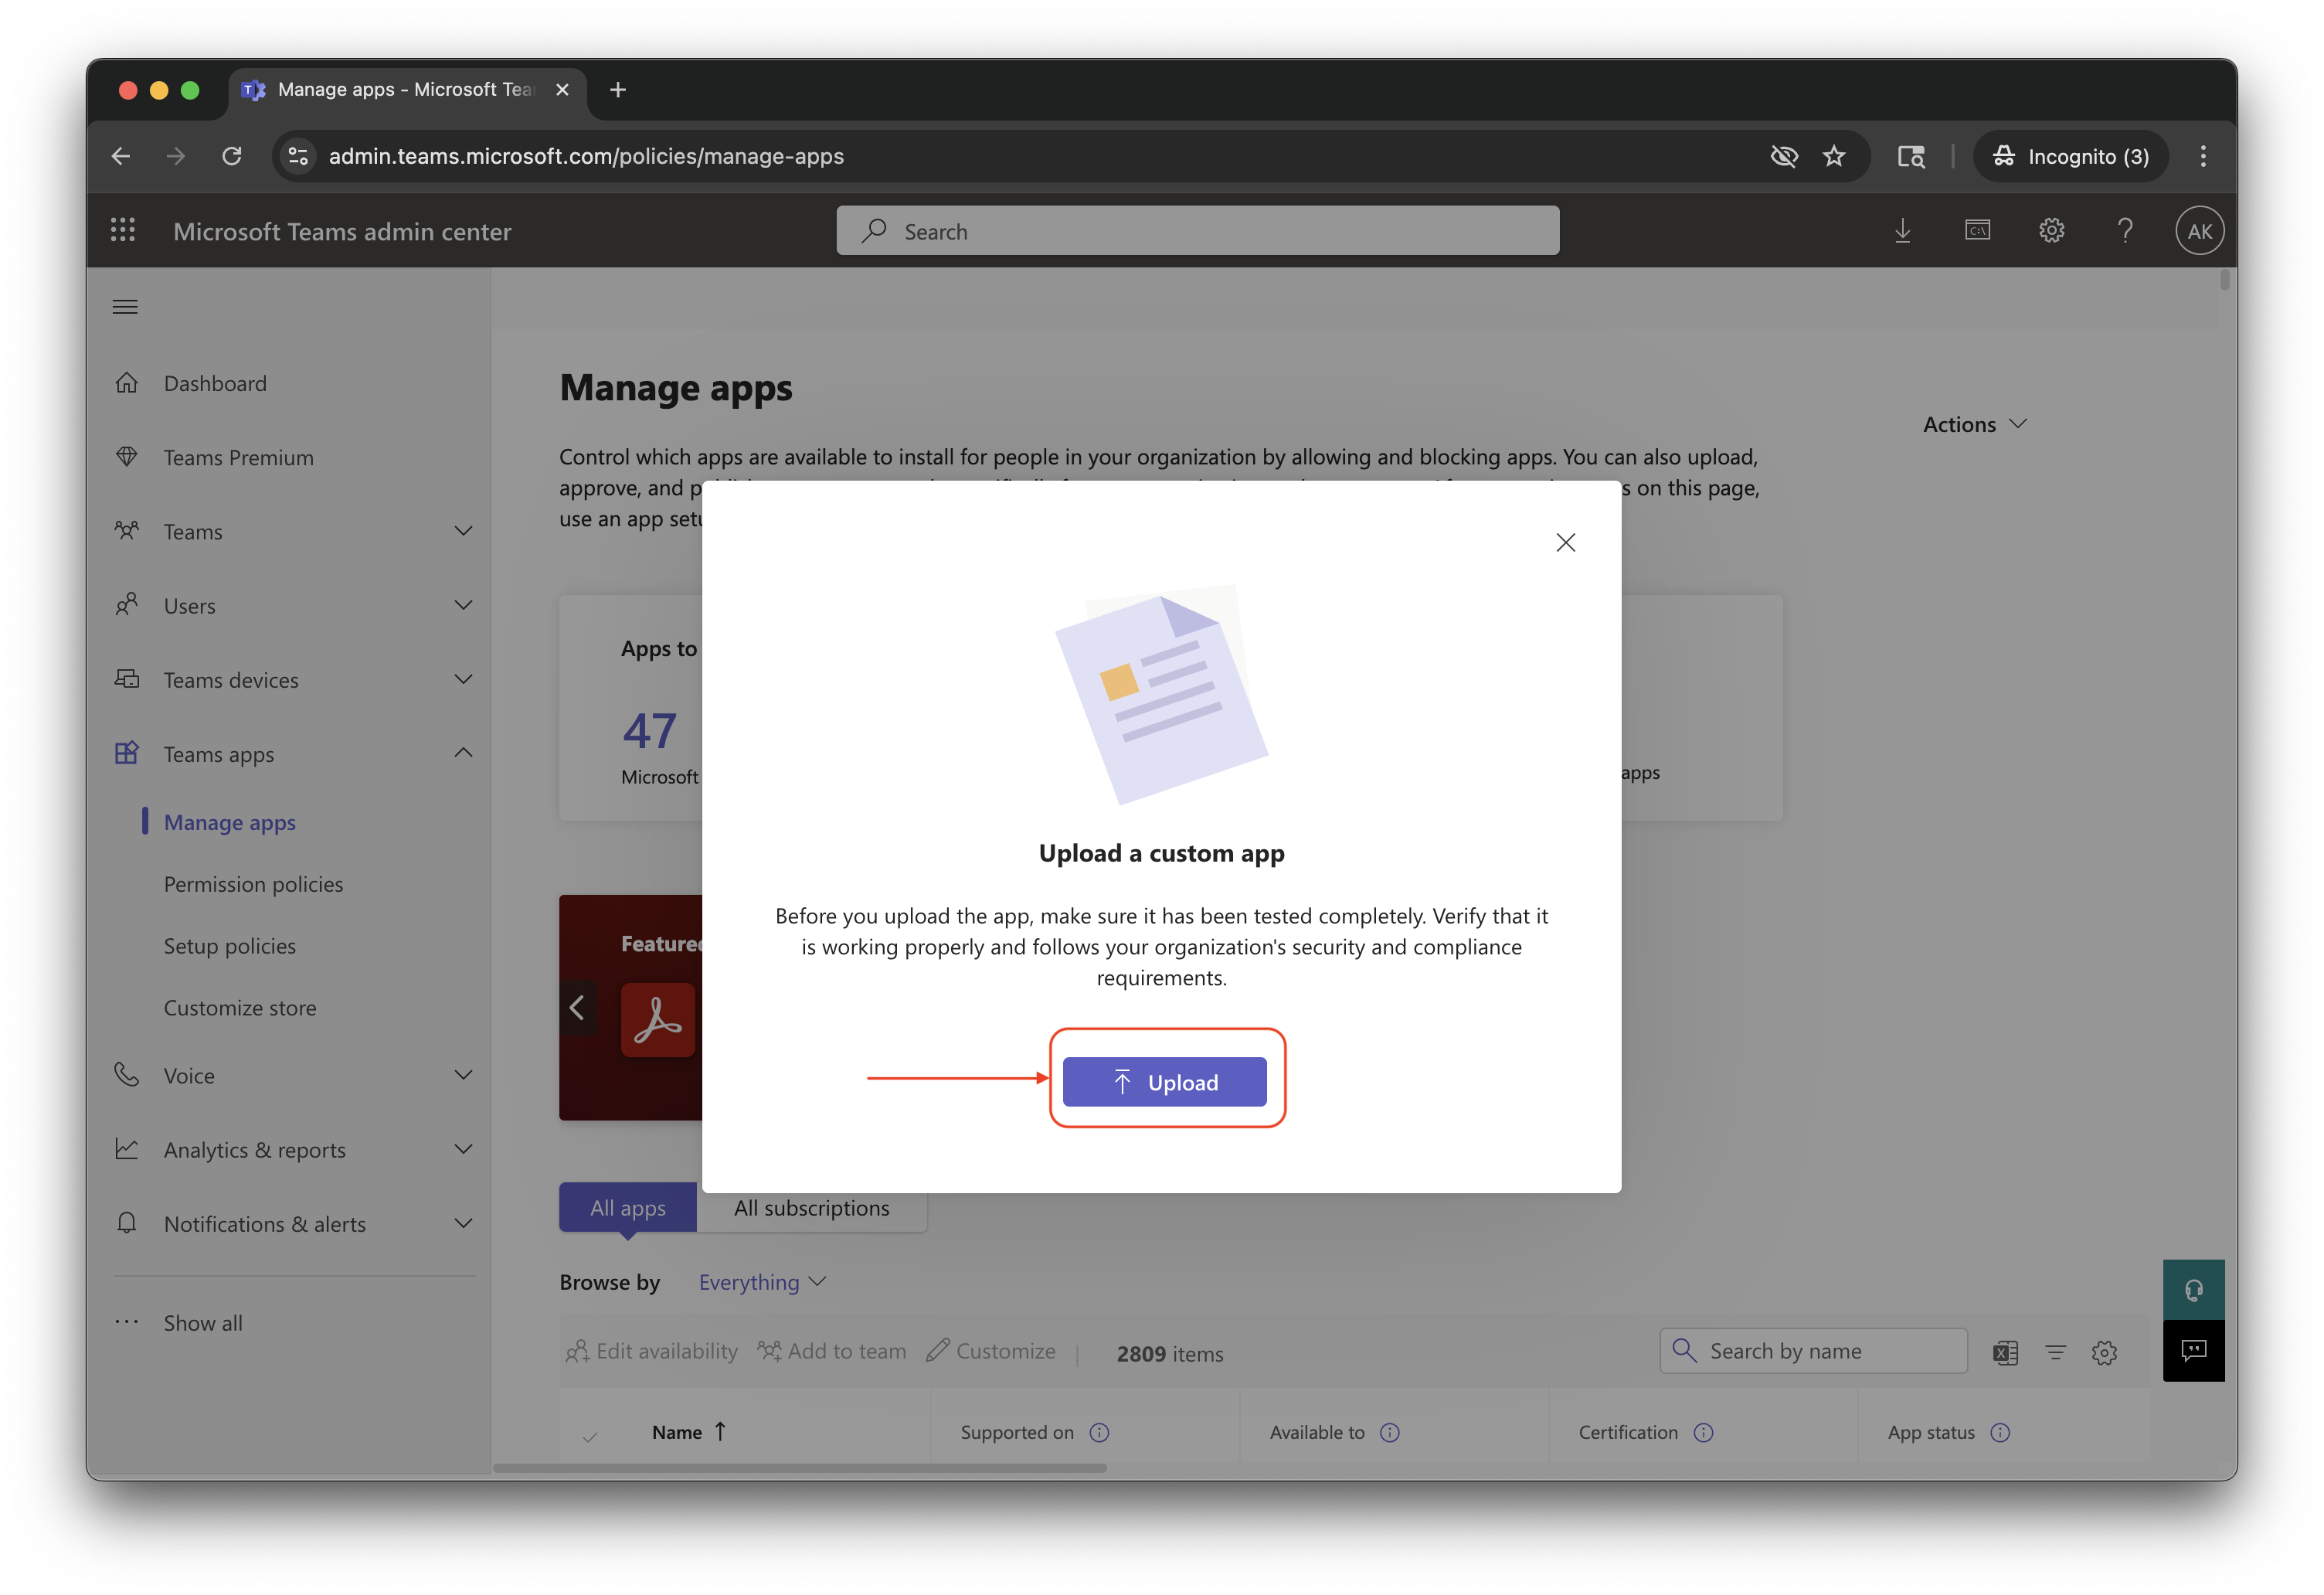 Manage apps - Microsoft Tea
admin.teams.microsoft.com/policies/manage-apps
Incognito (3)
Microsoft Teams admin center
Search
AK
Dashboard
Teams Premium
Teams
Users
Teams devices
Teams apps
Manage apps
Permission policies
Setup policies
Customize store
Voice
Analytics & reports
Notifications & alerts
Show all
Manage apps
Actions
Control which apps are available to install for people in your organization by allowing and blocking apps. You can also upload,
approve, and s on this page,
use an app
Apps to
47
Microsoft
apps
Featured
Upload a custom app
Before you upload the app, make sure it has been tested completely. Verify that it
is working properly and follows your organization's security and compliance
requirements.
Upload
All apps
All subscriptions
Browse by Everything
Edit availability Add to team Customize 2809 items
Search by name
Name Supported on Available to Certification App status